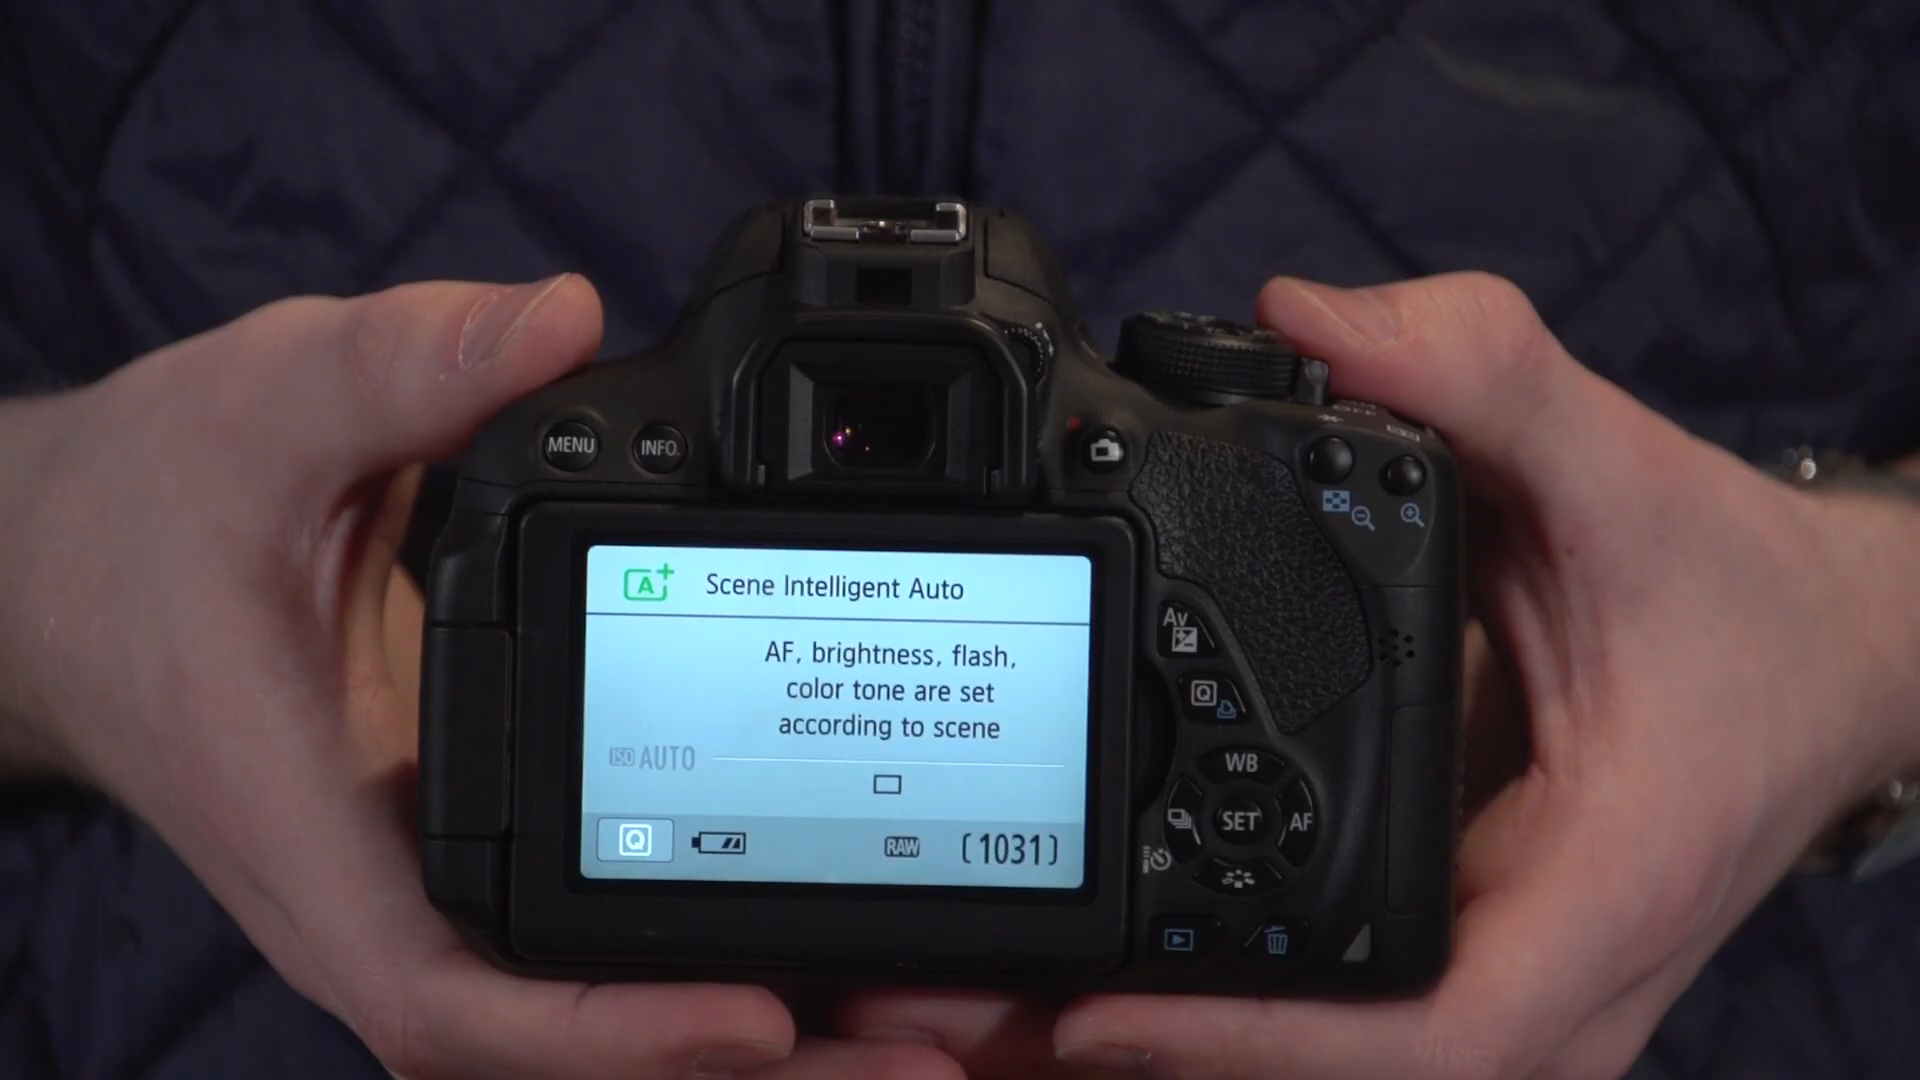 MENU
INFO.
Scene Intelligent Auto
AF, brightness, flash,
color tone are set
according to scene
ISO AUTO
Q
RAW
[1031]
Av
Q
WB
SET
AF